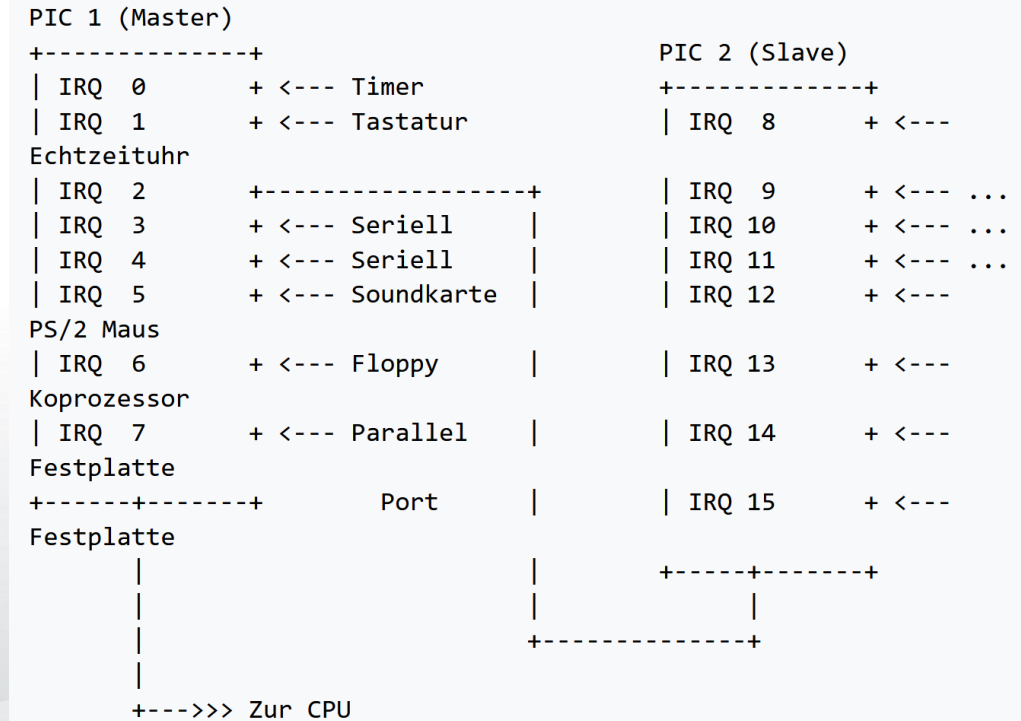 PIC 1 (Master)
+--------------+                           PIC 2 (Slave)
| IRQ  0       + <--- Timer                +-------------+
| IRQ  1       + <--- Tastatur             | IRQ  8      + <---
Echtzeituhr
| IRQ  2       +------------------+        | IRQ  9      + <--- ...
| IRQ  3       + <--- Seriell     |        | IRQ 10      + <--- ...
| IRQ  4       + <--- Seriell     |        | IRQ 11      + <--- ...
| IRQ  5       + <--- Soundkarte  |        | IRQ 12      + <---
PS/2 Maus
| IRQ  6       + <--- Floppy      |        | IRQ 13      + <---
Koprozessor
| IRQ  7       + <--- Parallel    |        | IRQ 14      + <---
Festplatte
+------+-------+        Port      |        | IRQ 15      + <---
Festplatte
       |                          |        +-----+-------+
       |                          |              |
       |                          +--------------+
       |
       +--->>> Zur CPU